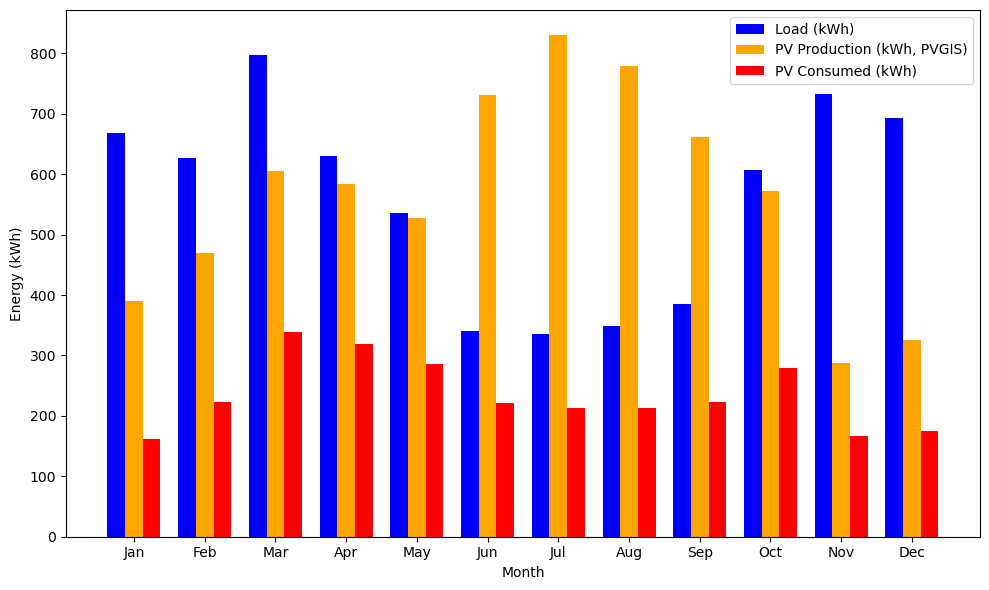 Load (kWh)
PV Production (kWh, PVGIS)
PV Consumed (kWh)
Energy (kWh)
800
700
600
500
400
300
200
100
0
Jan Feb Mar Apr May Jun Jul Aug Sep Oct Nov Dec
Month